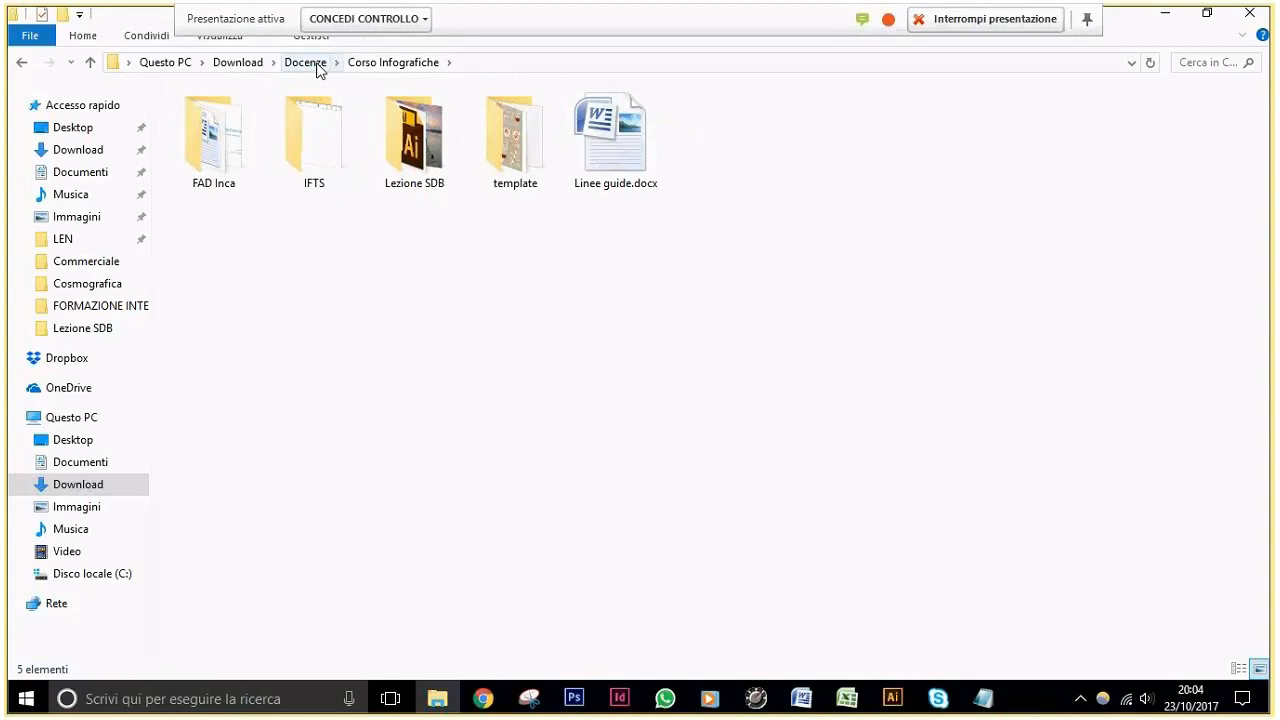 Presentazione attiva
CONCEDI CONTROLLO
Interrompi presentazione
File
Home
Condividi
Visualizza
Gestisci
Questo PC > Download > Docenze > Corso Infografiche >
Cerca in C...
Accesso rapido
Desktop
Download
Documenti
Musica
Immagini
LEN
Commerciale
Cosmografica
FORMAZIONE INTE
Lezione SDB
Dropbox
OneDrive
Questo PC
Desktop
Documenti
Download
Immagini
Musica
Video
Disco locale (C:)
Rete
FAD Inca
IFTS
Lezione SDB
template
Linee guide.docx
5 elementi
Scrivi qui per eseguire la ricerca
20:04
23/10/2017